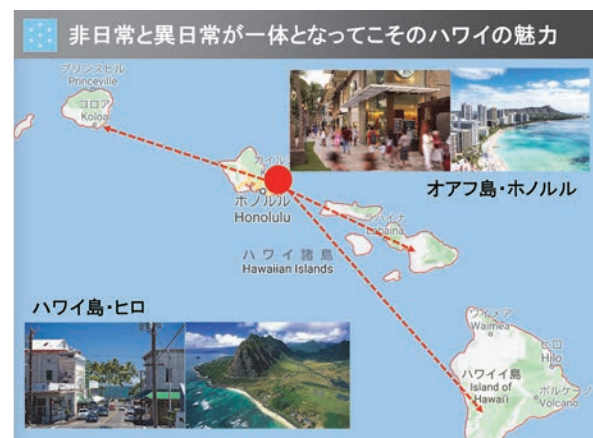 非日常と異日常が一体となってこそのハワイの魅力
プリンスビル
Princeville
コロア
Koloa
オアフ島・ホノルル
カイル
ホノルル
Honolulu
ラハイナ
Lahaina
ハワイ諸島
Hawaiian Islands
ハワイ島・ヒロ
ワイメア
Waimea
ヒロ
Hilo
ハワイイ島
Island of
Hawai'i
ボルケーノ
Volcano